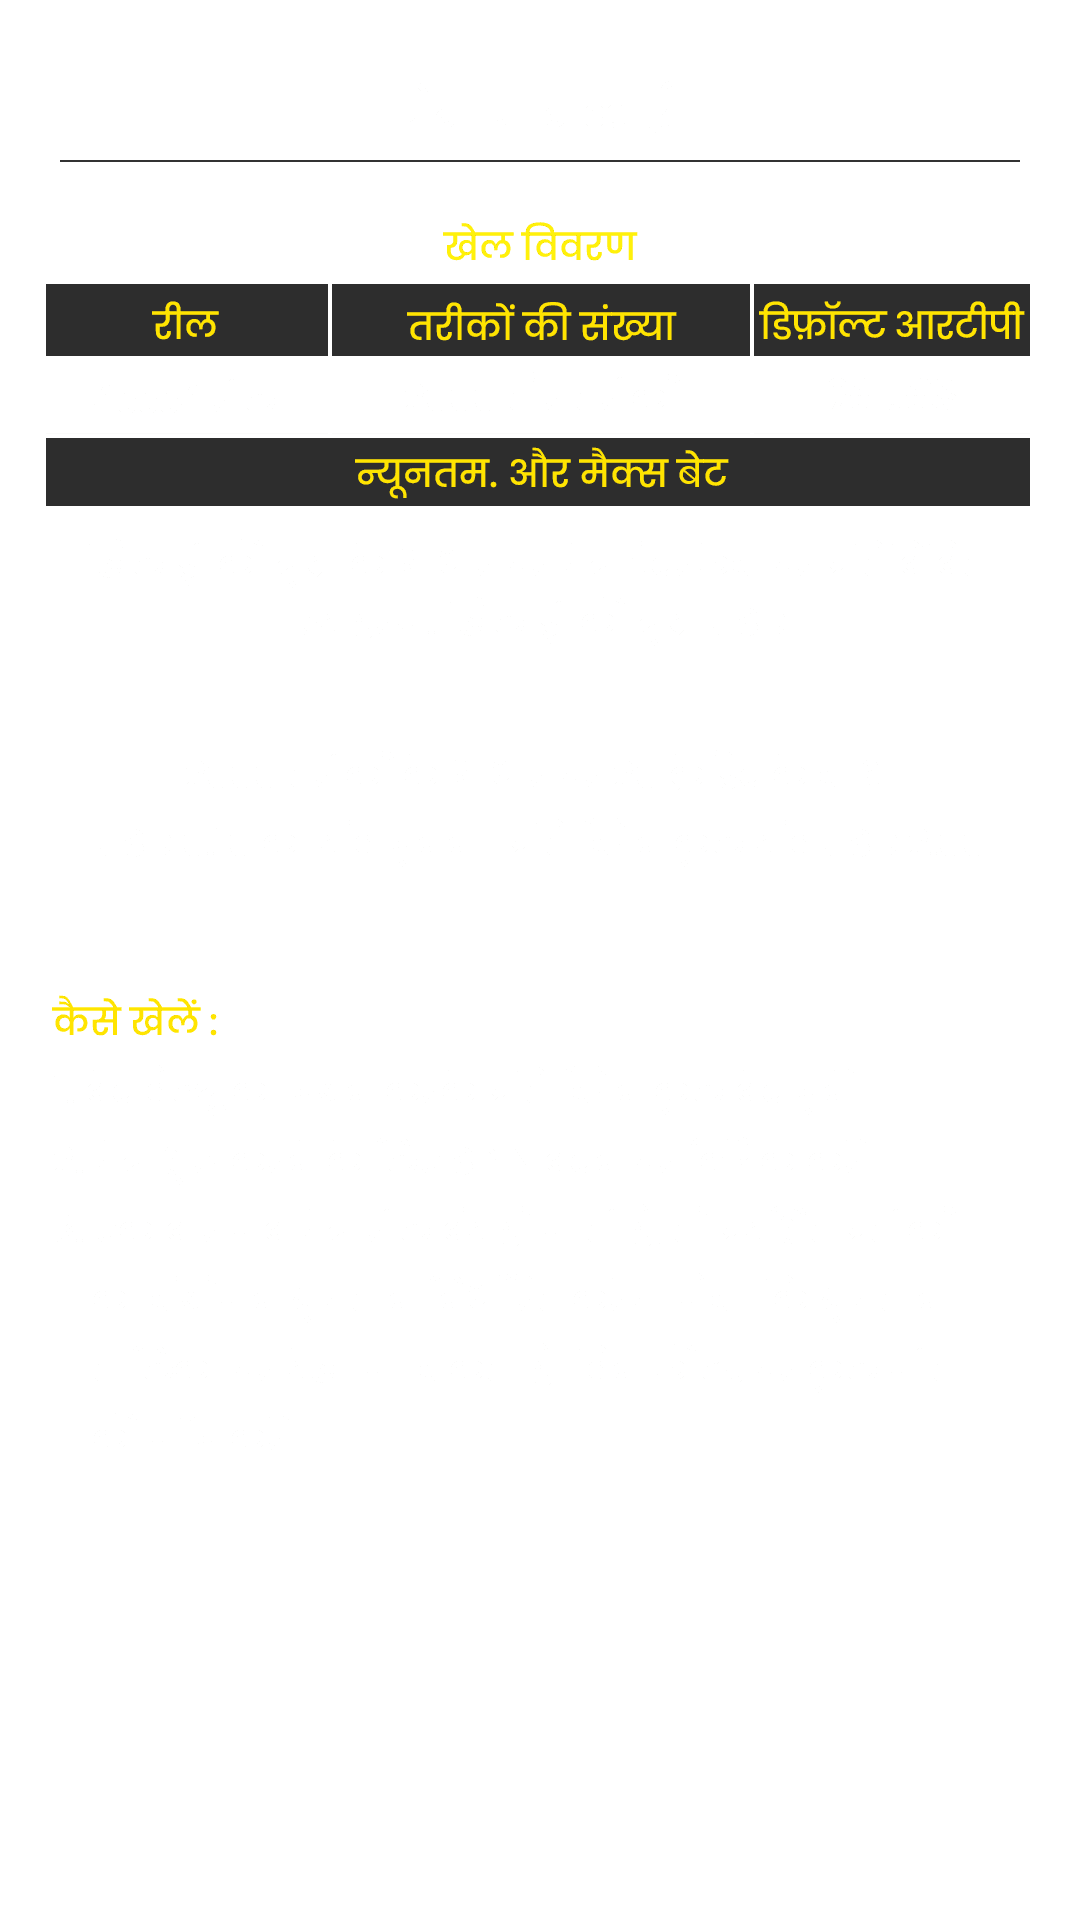 खेल विवरण
रील
तरीकों की संख्या
डिफ़ॉल्ट आरटीपी
न्यूनतम. और मैक्स बेट
कैसे खेलें :